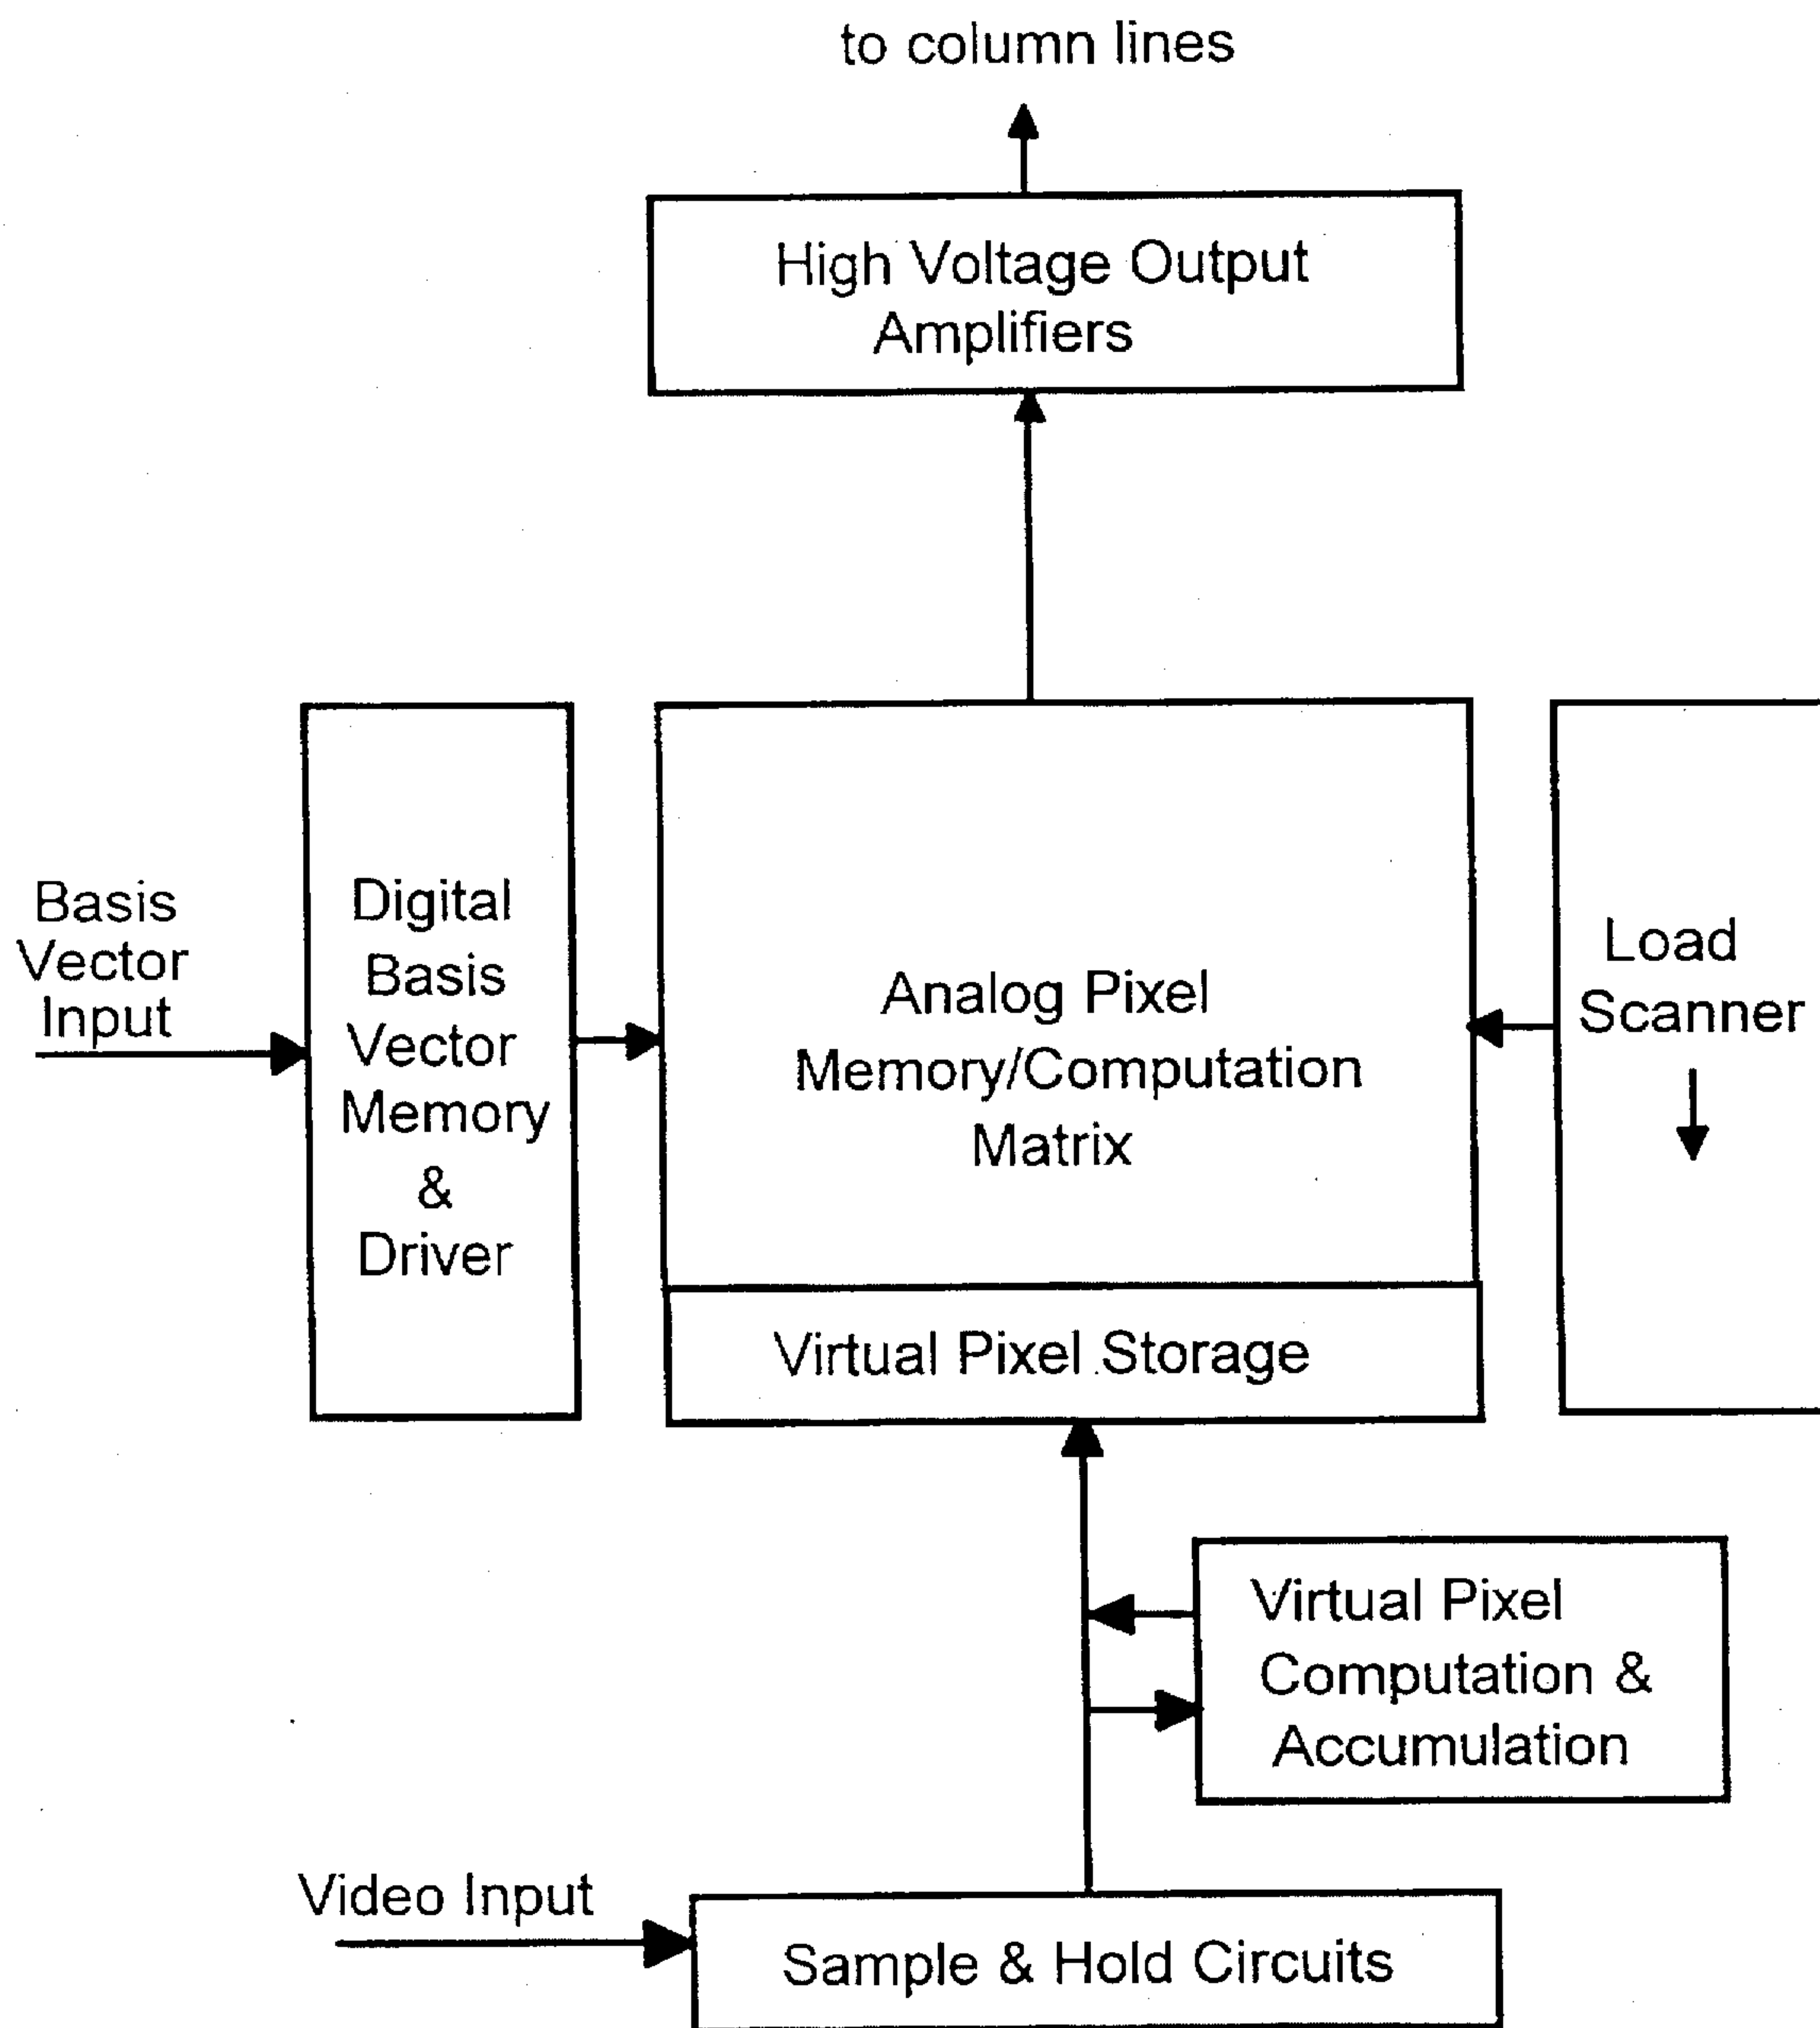 to column lines
High Voltage Output
Amplifiers
Basis
Vector
Input
Digital
Basis
Vector
Memory
&
Driver
Analog Pixel
Memory/Computation
Matrix
Load
Scanner
Virtual Pixel Storage
Virtual Pixel
Computation &
Accumulation
Video Input
Sample & Hold Circuits